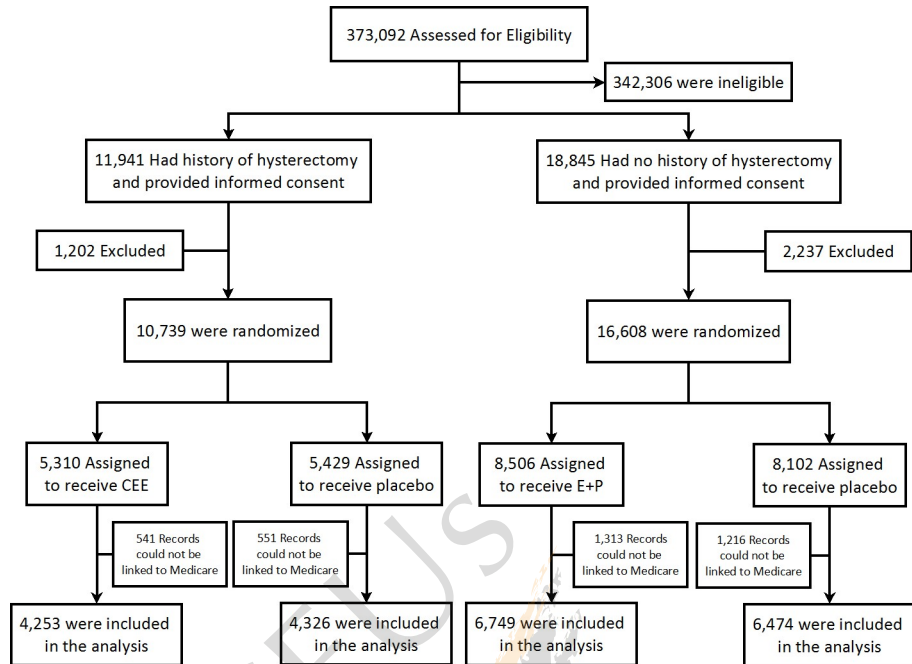 373,092 Assessed for Eligibility
342,306 were ineligible
11,941 Had history of hysterectomy
and provided informed consent
18,845 Had no history of hysterectomy
and provided informed consent
1,202 Excluded
2,237 Excluded
10,739 were randomized
16,608 were randomized
5,310 Assigned
to receive CEE
5,429 Assigned
to receive placebo
8,506 Assigned
to receive E+P
8,102 Assigned
to receive placebo
541 Records
could not be
linked to Medicare
551 Records
could not be
linked to Medicare
1,313 Records
could not be
linked to Medicare
1,216 Records
could not be
linked to Medicare
4,253 were included
in the analysis
4,326 were included
in the analysis
6,749 were included
in the analysis
6,474 were included
in the analysis